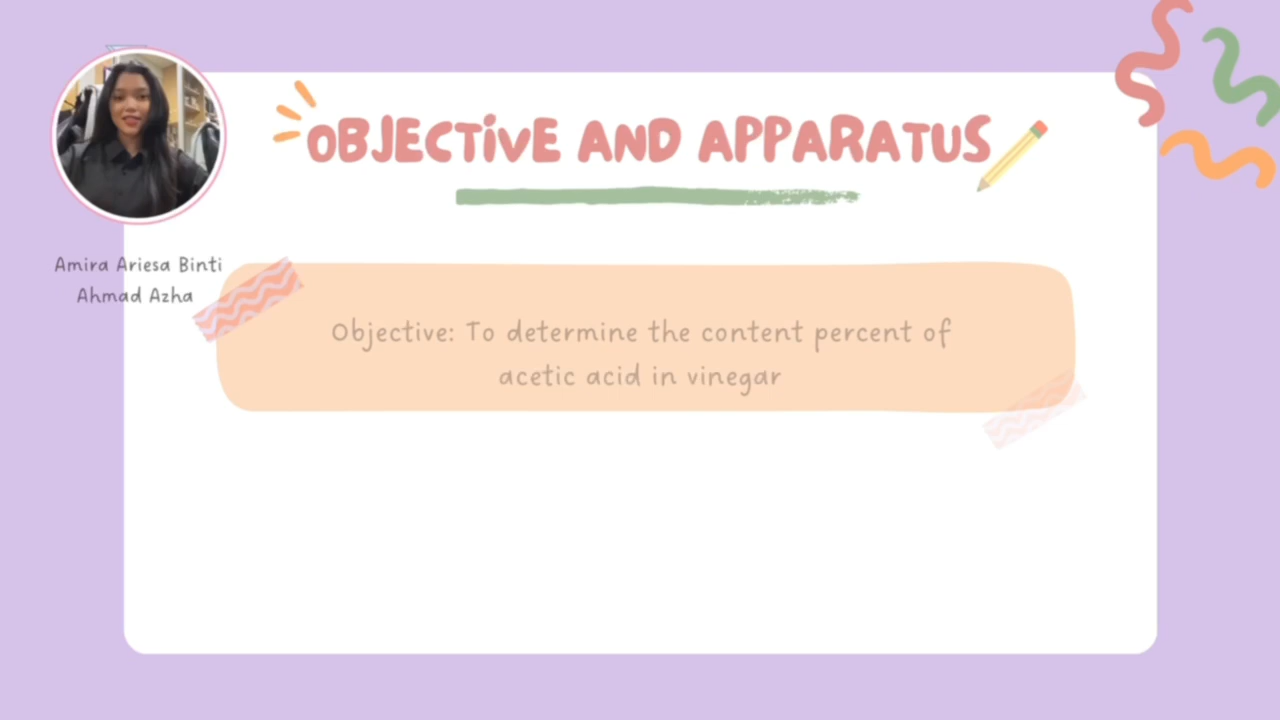 OBJECTIVE AND APPARATUS
Amira Ariesa Binti
Ahmad Azha
Objective: To determine the content percent of
acetic acid in vinegar